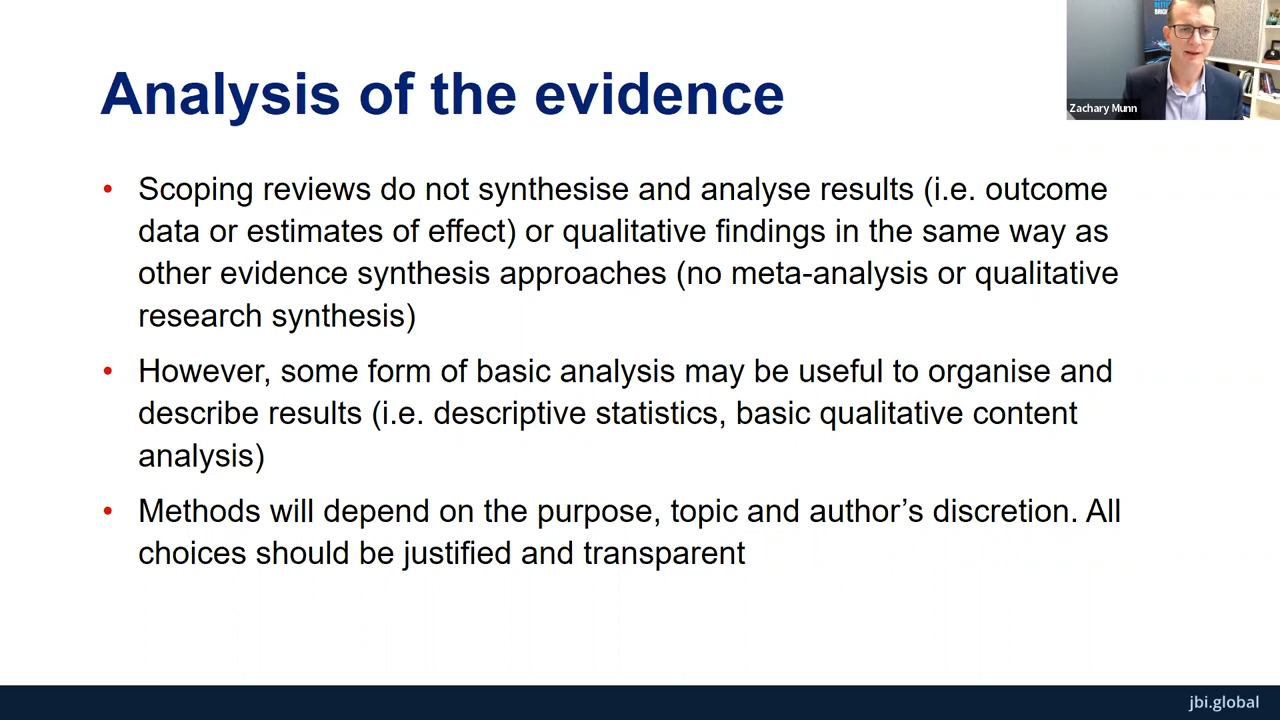 Analysis of the evidence
Zachary Munn
• Scoping reviews do not synthesise and analyse results (i.e. outcome
data or estimates of effect) or qualitative findings in the same way as
other evidence synthesis approaches (no meta-analysis or qualitative
research synthesis)
• However, some form of basic analysis may be useful to organise and
describe results (i.e. descriptive statistics, basic qualitative content
analysis)
• Methods will depend on the purpose, topic and author’s discretion. All
choices should be justified and transparent
jbi.global